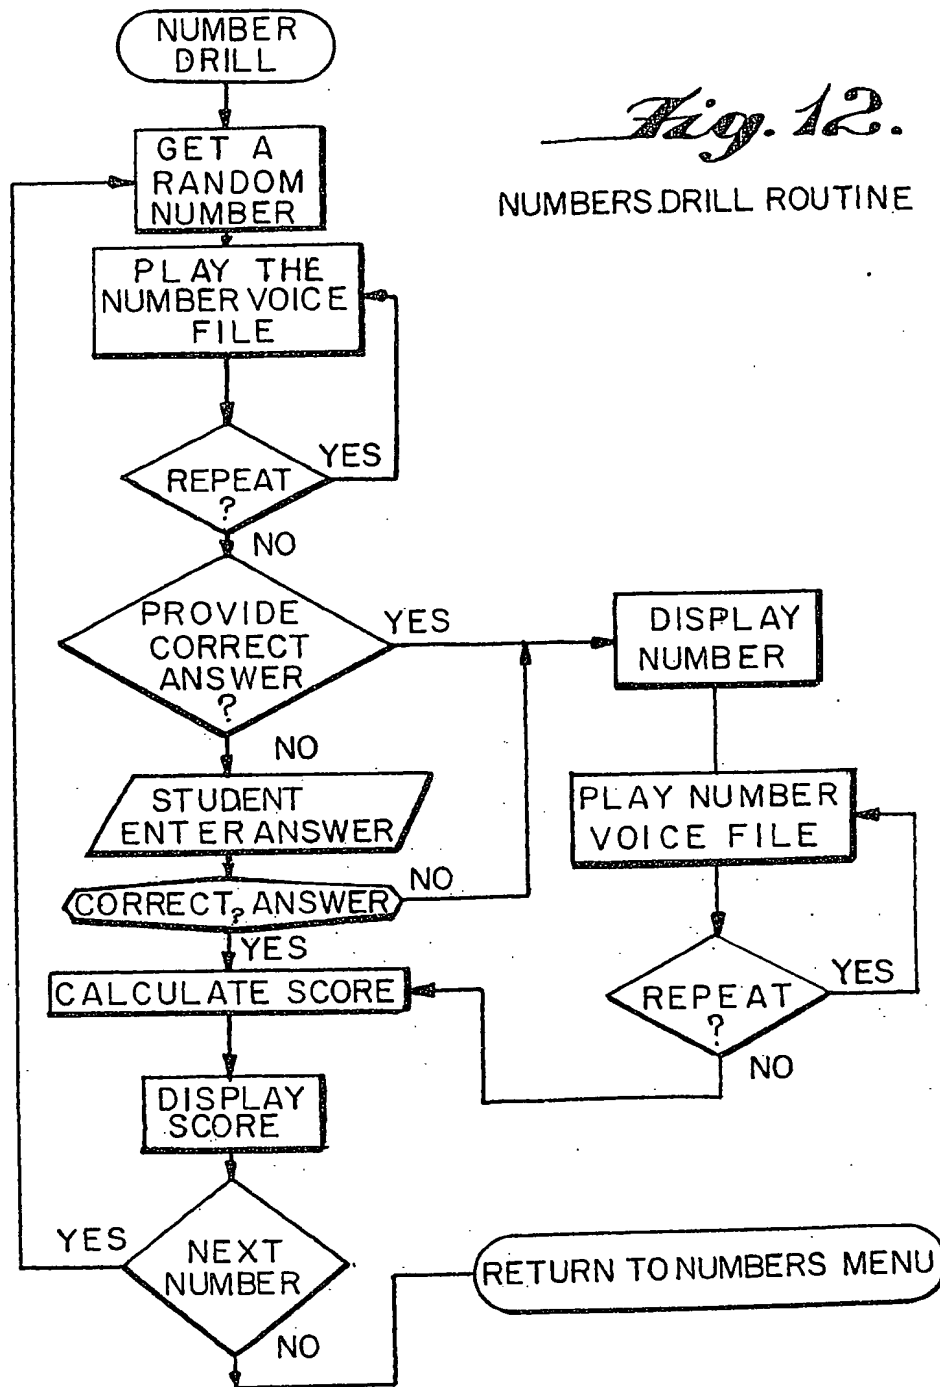 NUMBER
DRILL
Fig. 12.
NUMBERS DRILL ROUTINE
GET A
RANDOM
NUMBER
PLAY THE
NUMBER VOICE
FILE
YES
REPEAT
?
NO
PROVIDE
CORRECT
ANSWER
?
YES
DISPLAY
NUMBER
NO
STUDENT
ENTER ANSWER
PLAY NUMBER
VOICE FILE
CORRECT ? ANSWER
NO
YES
CALCULATE SCORE
REPEAT
?
YES
NO
DISPLAY
SCORE
YES
NEXT
NUMBER
NO
RETURN TO NUMBERS MENU